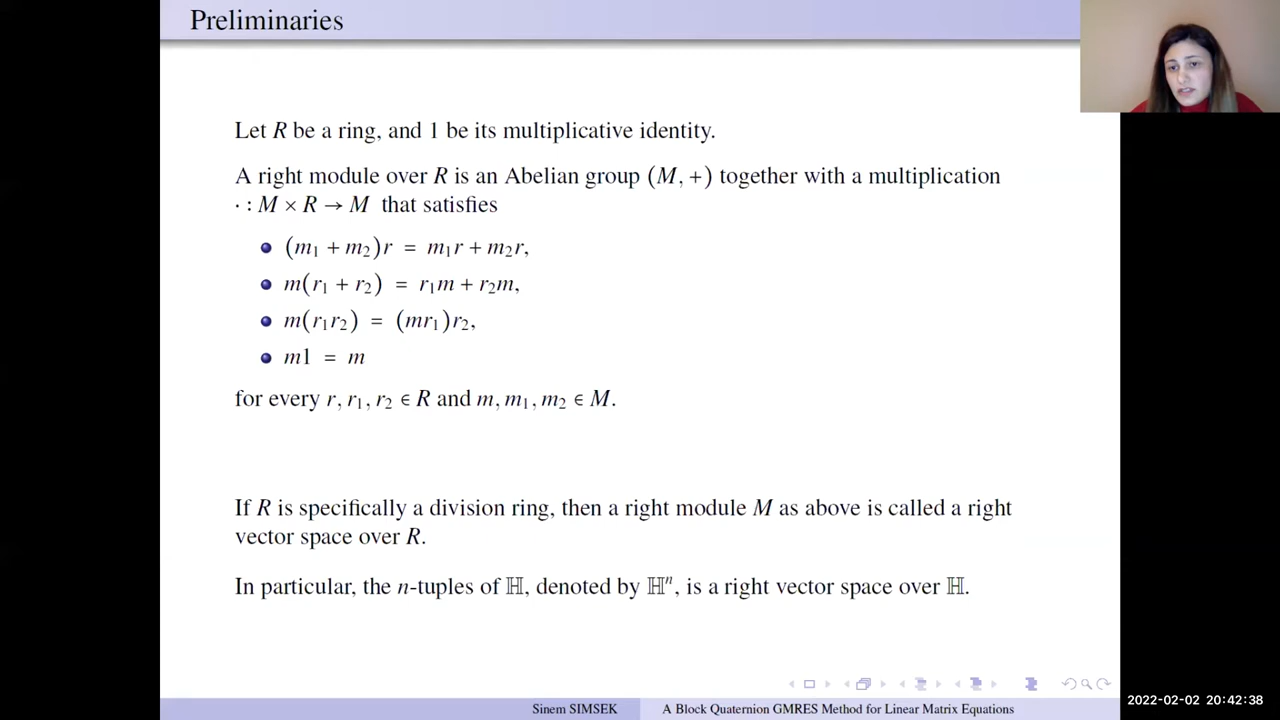 Preliminaries
Let R be a ring, and 1 be its multiplicative identity.
A right module over R is an Abelian group (M, +) together with a multiplication
· : M × R → M that satisfies
(m₁ + m₂)r = m₁r + m₂r,
m(r₁ + r₂) = r₁m + r₂m,
m(r₁r₂) = (mr₁)r₂,
m1 = m
for every r, r₁, r₂ ∈ R and m, m₁, m₂ ∈ M.
If R is specifically a division ring, then a right module M as above is called a right
vector space over R.
In particular, the n-tuples of ℍ, denoted by ℍⁿ, is a right vector space over ℍ.
Sinem SIMSEK A Block Quaternion GMRES Method for Linear Matrix Equations
2022-02-02 20:42:38